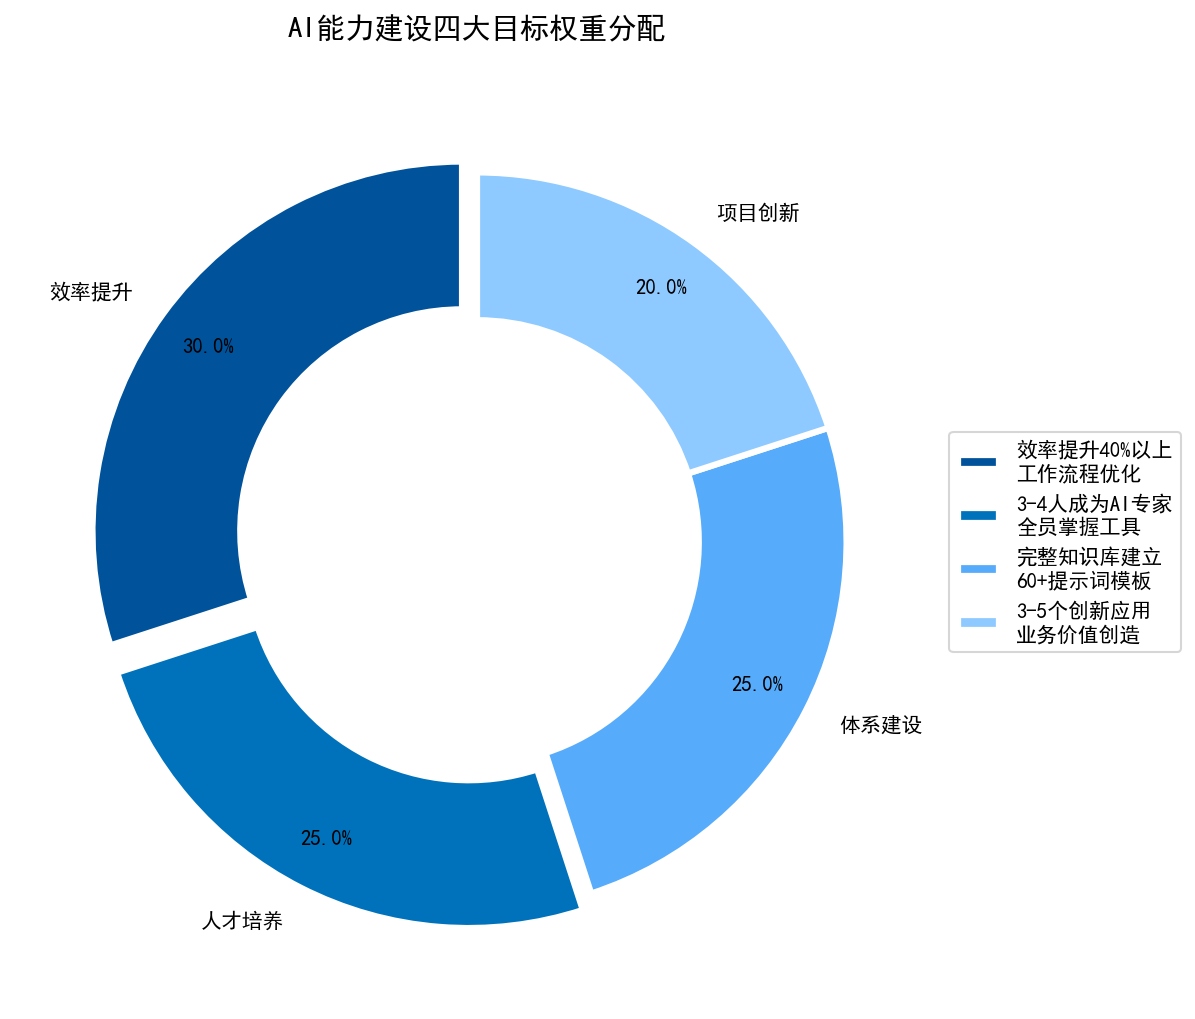 AI能力建设四大目标权重分配
项目创新
20.0%
效率提升
30.0%
25.0%
体系建设
25.0%
人才培养
效率提升40%以上
工作流程优化
3-4人成为AI专家
全员掌握工具
完整知识库建立
60+提示词模板
3-5个创新应用
业务价值创造